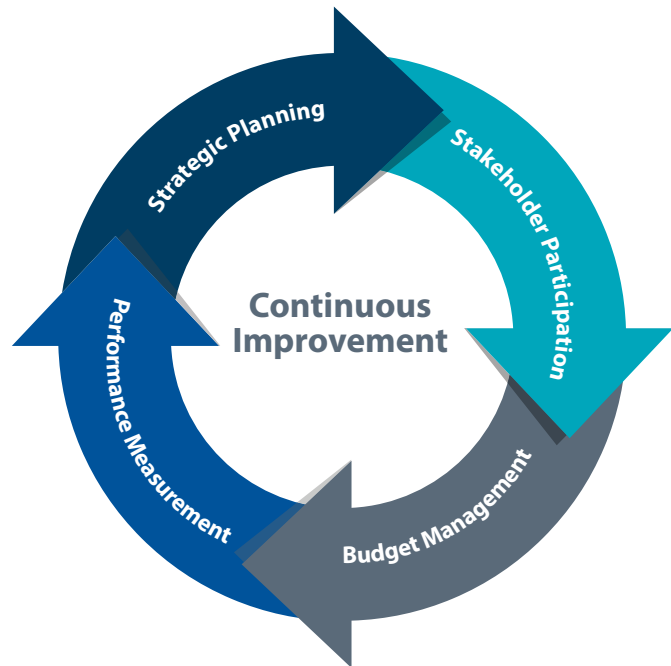 Strategic Planning
Stakeholder Participation
Continuous
Improvement
Budget Management
Performance Measurement